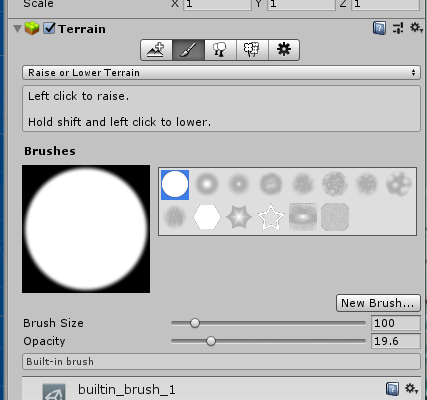 Scale X 1 Y 1 Z 1
Terrain
Raise or Lower Terrain
Left click to raise.
Hold shift and left click to lower.
Brushes
New Brush...
Brush Size 100
Opacity 19.6
Built-in brush
builtin_brush_1